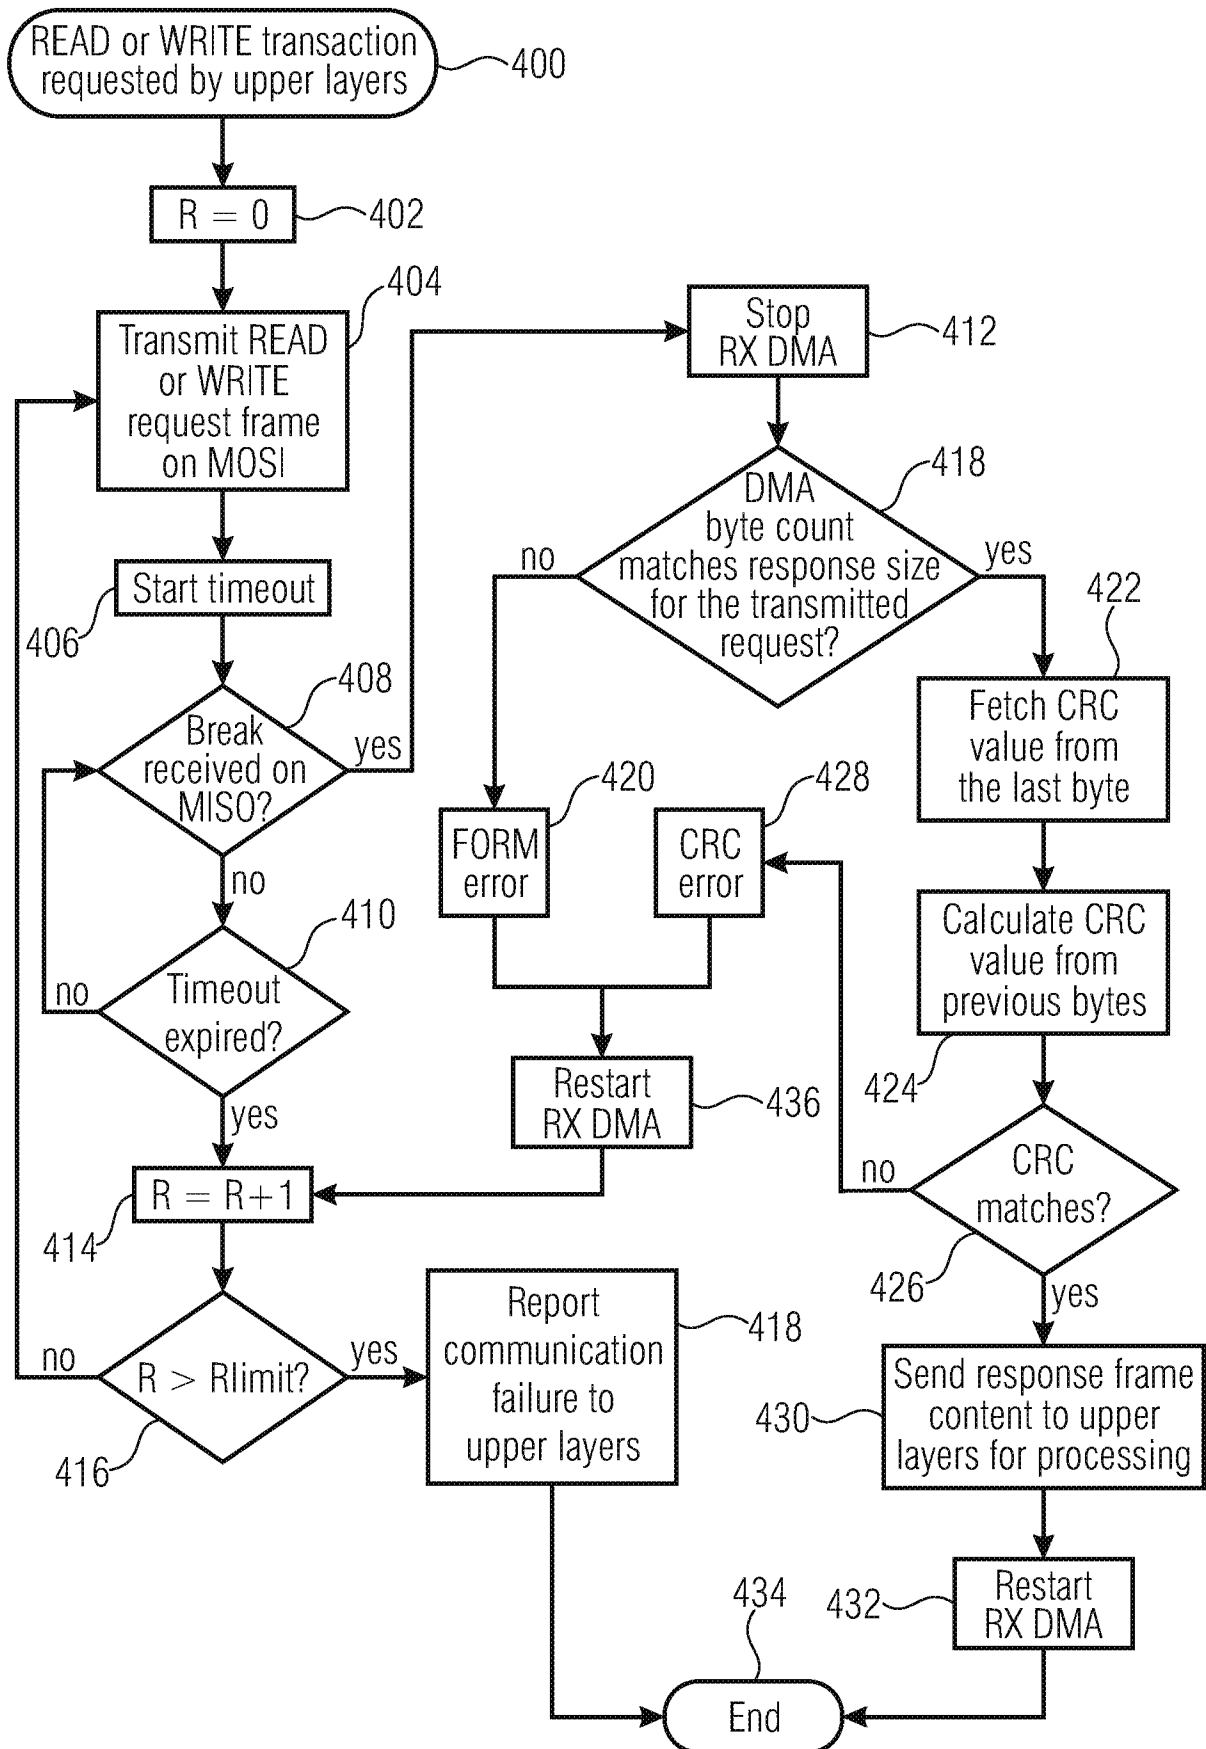 READ or WRITE transaction
requested by upper layers
400
R = 0
402
404
Transmit READ
or WRITE
request frame
on MOSI
Start timeout
406
408
Break
received on
MISO?
yes
no
410
Timeout
expired?
no
yes
R = R+1
414
R > Rlimit?
no
yes
416
Report
communication
failure to
upper layers
418
Stop
RX DMA
412
418
DMA
byte count
matches response size
for the transmitted
request?
no
yes
420
FORM
error
428
CRC
error
Restart
RX DMA
436
422
Fetch CRC
value from
the last byte
Calculate CRC
value from
previous bytes
424
CRC
matches?
no
426
yes
Send response frame
content to upper
layers for processing
430
Restart
RX DMA
432
434
End